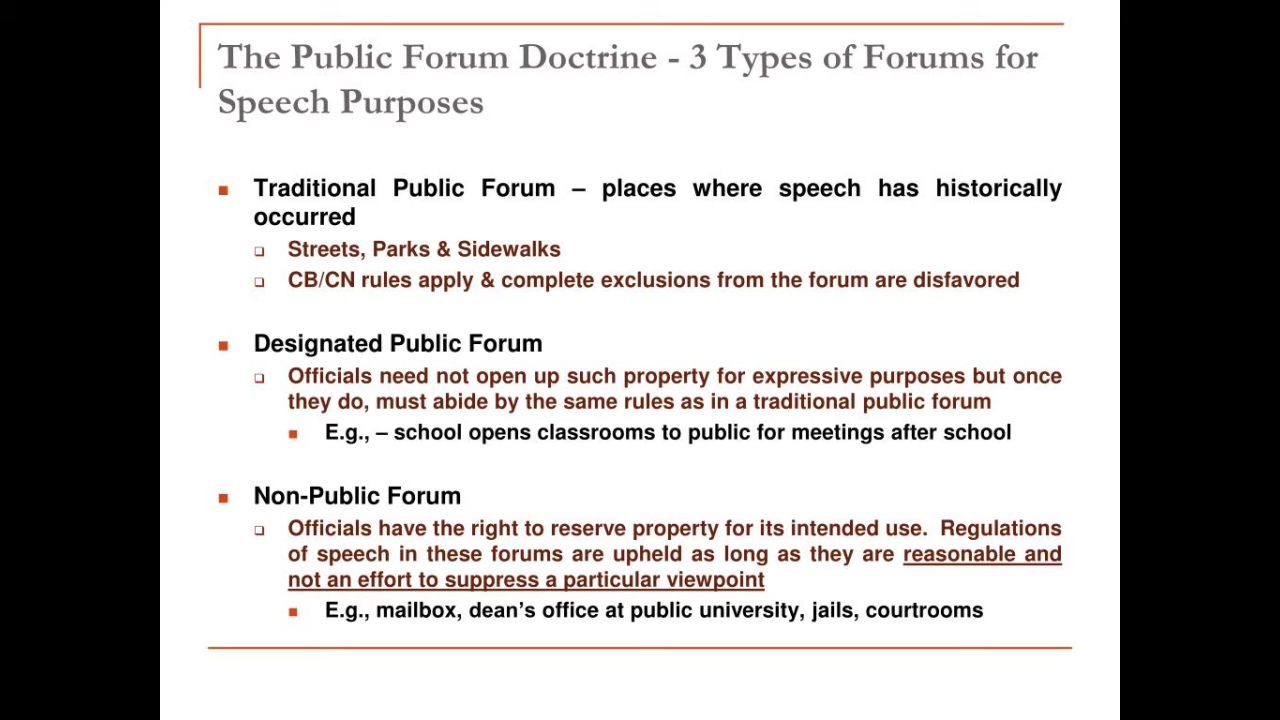 The Public Forum Doctrine - 3 Types of Forums for
Speech Purposes
Traditional Public Forum – places where speech has historically
occurred
Streets, Parks & Sidewalks
CB/CN rules apply & complete exclusions from the forum are disfavored
Designated Public Forum
Officials need not open up such property for expressive purposes but once
they do, must abide by the same rules as in a traditional public forum
E.g., – school opens classrooms to public for meetings after school
Non-Public Forum
Officials have the right to reserve property for its intended use. Regulations
of speech in these forums are upheld as long as they are reasonable and
not an effort to suppress a particular viewpoint
E.g., mailbox, dean’s office at public university, jails, courtrooms